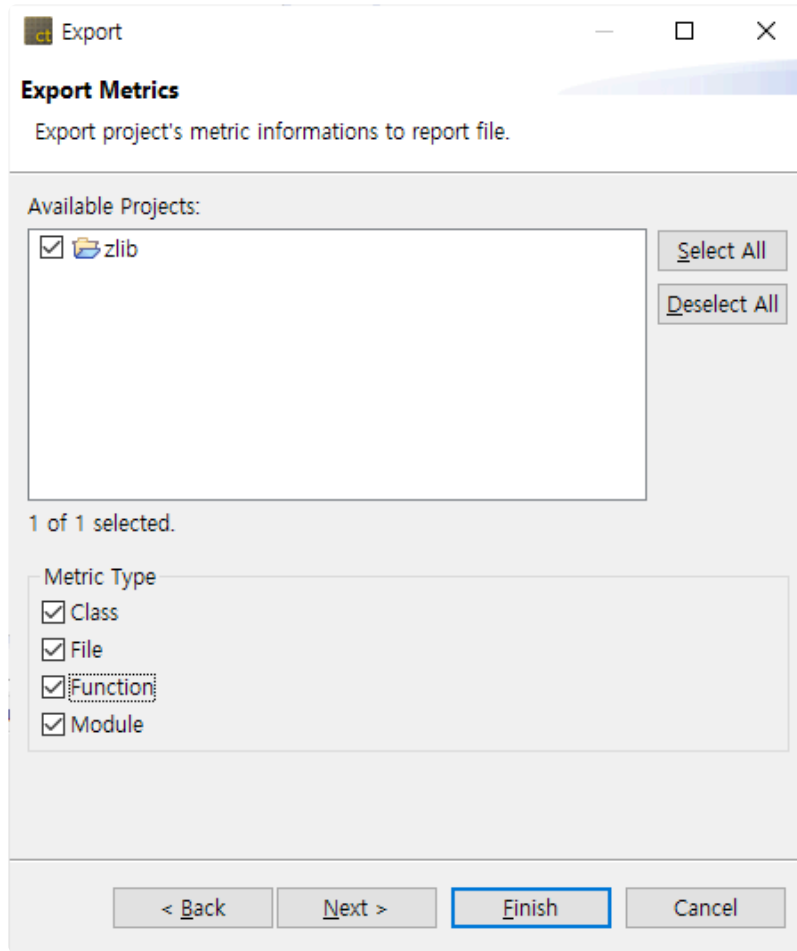 ct Export
Export Metrics
Export project's metric informations to report file.
Available Projects:
zlib
Select All
Deselect All
1 of 1 selected.
Metric Type
Class
File
Function
Module
< Back Next > Finish Cancel